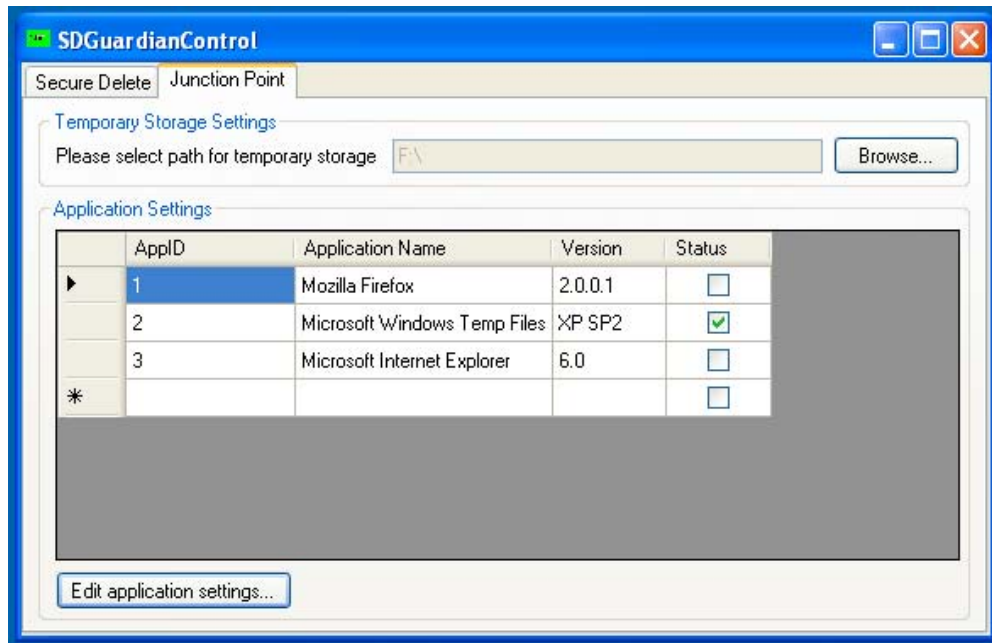 SDGuardianControl
Secure Delete Junction Point
Temporary Storage Settings
Please select path for temporary storage F:\ Browse...
Application Settings
AppID Application Name Version Status
1 Mozilla Firefox 2.0.0.1
2 Microsoft Windows Temp Files XP SP2
3 Microsoft Internet Explorer 6.0
Edit application settings...